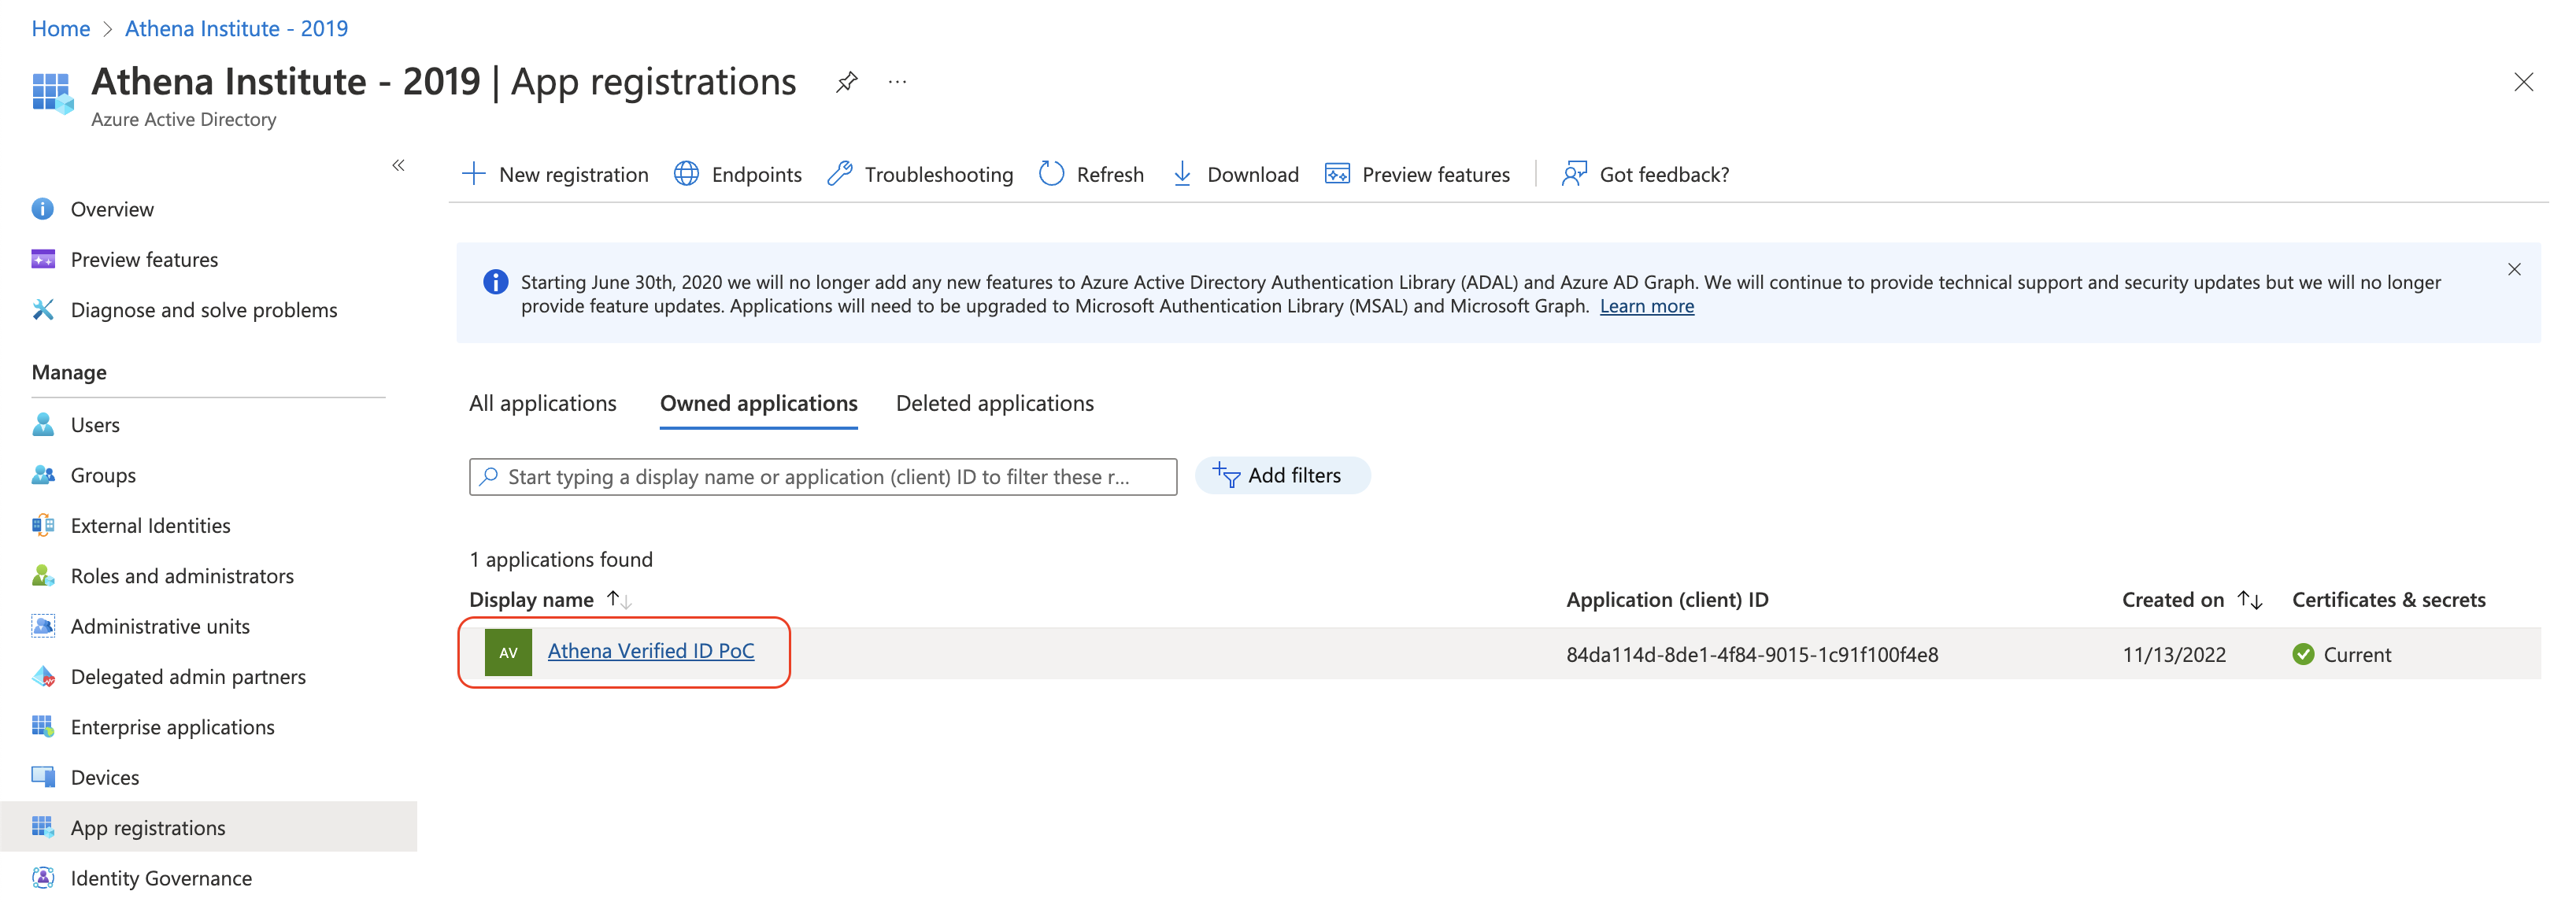 Home > Athena Institute - 2019
Athena Institute - 2019 | App registrations ...
Azure Active Directory
«
Overview
Preview features
Diagnose and solve problems
Manage
Users
Groups
External Identities
Roles and administrators
Administrative units
Delegated admin partners
Enterprise applications
Devices
App registrations
Identity Governance
New registration Endpoints Troubleshooting Refresh Download Preview features Got feedback?
Starting June 30th, 2020 we will no longer add any new features to Azure Active Directory Authentication Library (ADAL) and Azure AD Graph. We will continue to provide technical support and security updates but we will no longer
provide feature updates. Applications will need to be upgraded to Microsoft Authentication Library (MSAL) and Microsoft Graph. Learn more
All applications Owned applications Deleted applications
Start typing a display name or application (client) ID to filter these r... Add filters
1 applications found
Display name ↑↓ Application (client) ID Created on ↑↓ Certificates & secrets
AV Athena Verified ID PoC 84da114d-8de1-4f84-9015-1c91f100f4e8 11/13/2022 Current